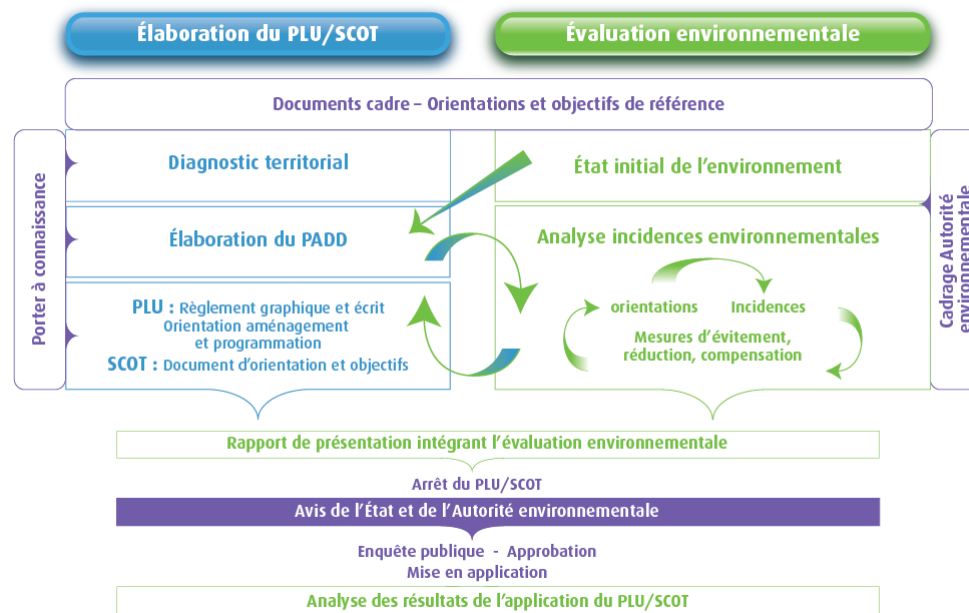 Élaboration du PLU/SCOT
Évaluation environnementale
Documents cadre – Orientations et objectifs de référence
Porter à connaissance
Diagnostic territorial
État initial de l’environnement
Cadrage Autorité
environnementale
Élaboration du PADD
Analyse incidences environnementales
PLU : Règlement graphique et écrit
Orientation aménagement
et programmation
SCOT : Document d’orientation et objectifs
orientations
Incidences
Mesures d’évitement,
réduction, compensation
Rapport de présentation intégrant l’évaluation environnementale
Arrêt du PLU/SCOT
Avis de l’État et de l’Autorité environnementale
Enquête publique - Approbation
Mise en application
Analyse des résultats de l’application du PLU/SCOT